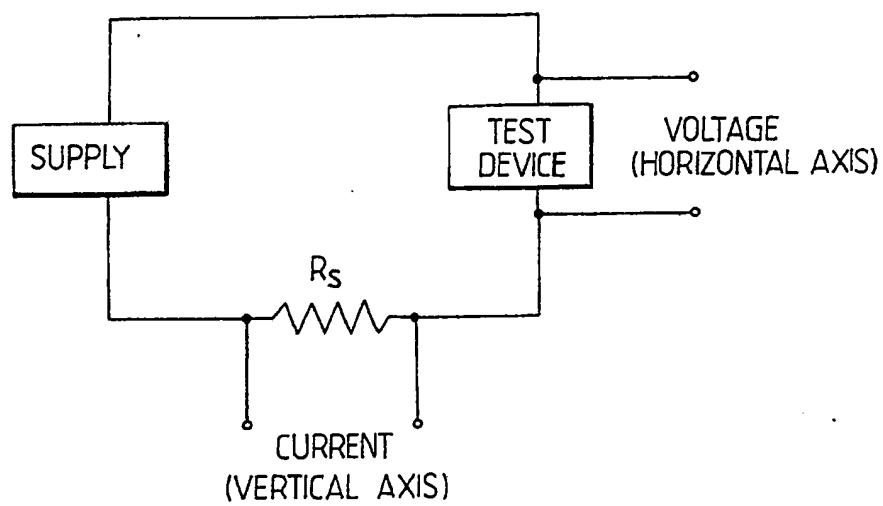 SUPPLY
TEST
DEVICE
VOLTAGE
(HORIZONTAL AXIS)
RS
CURRENT
(VERTICAL AXIS)